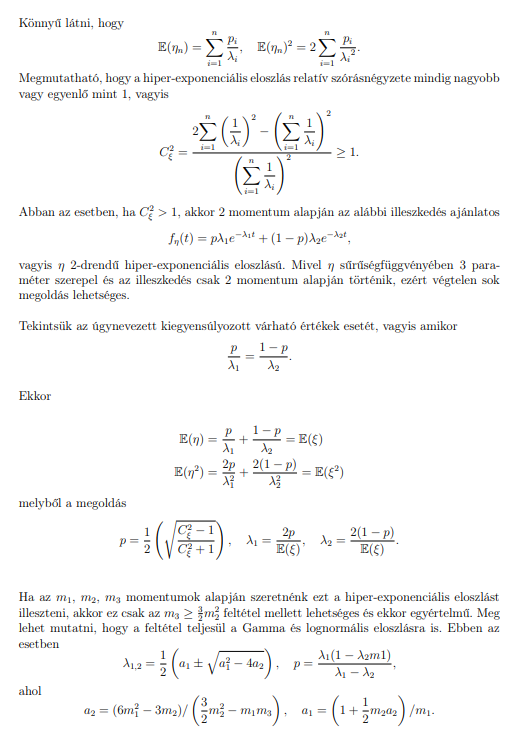 Könnyű látni, hogy
$$\mathbb{E}(\eta_n) = \sum_{i=1}^{n} \frac{p_i}{\lambda_i}, \quad \mathbb{E}(\eta_n)^2 = 2\sum_{i=1}^{n} \frac{p_i}{\lambda_i^2}.$$
Megmutatható, hogy a hiper-exponenciális eloszlás relatív szórásnégyzete mindig nagyobb
vagy egyenlő mint 1, vagyis
$$C_\xi^2 = \frac{2\sum_{i=1}^{n} \left(\frac{1}{\lambda_i}\right)^2 - \left(\sum_{i=1}^{n} \frac{1}{\lambda_i}\right)^2}{\left(\sum_{i=1}^{n} \frac{1}{\lambda_i}\right)^2} \geq 1.$$
Abban az esetben, ha $C_\xi^2 > 1$, akkor 2 momentum alapján az alábbi illeszkedés ajánlatos
$$f_\eta(t) = p\lambda_1 e^{-\lambda_1 t} + (1-p)\lambda_2 e^{-\lambda_2 t},$$
vagyis $\eta$ 2-drendű hiper-exponenciális eloszlású. Mivel $\eta$ sűrűségfüggvényében 3 para-
méter szerepel és az illeszkedés csak 2 momentum alapján történik, ezért végtelen sok
megoldás lehetséges.
Tekintsük az úgynevezett kiegyensúlyozott várható értékek esetét, vagyis amikor
$$\frac{p}{\lambda_1} = \frac{1-p}{\lambda_2}.$$
Ekkor
$$\mathbb{E}(\eta) = \frac{p}{\lambda_1} + \frac{1-p}{\lambda_2} = \mathbb{E}(\xi)$$
$$\mathbb{E}(\eta^2) = \frac{2p}{\lambda_1^2} + \frac{2(1-p)}{\lambda_2^2} = \mathbb{E}(\xi^2)$$
melyből a megoldás
$$p = \frac{1}{2}\left(\sqrt{\frac{C_\xi^2 - 1}{C_\xi^2 + 1}}\right), \quad \lambda_1 = \frac{2p}{\mathbb{E}(\xi)}, \quad \lambda_2 = \frac{2(1-p)}{\mathbb{E}(\xi)}.$$
Ha az $m_1$, $m_2$, $m_3$ momentumok alapján szeretnénk ezt a hiper-exponenciális eloszlást
illeszteni, akkor ez csak az $m_3 \geq \frac{3}{2}m_2^2$ feltétel mellett lehetséges és ekkor egyértelmű. Meg
lehet mutatni, hogy a feltétel teljesül a Gamma és lognormális eloszlásra is. Ebben az
esetben
$$\lambda_{1,2} = \frac{1}{2}\left(a_1 \pm \sqrt{a_1^2 - 4a_2}\right), \quad p = \frac{\lambda_1(1 - \lambda_2 m1)}{\lambda_1 - \lambda_2},$$
ahol
$$a_2 = (6m_1^2 - 3m_2) / \left(\frac{3}{2}m_2^2 - m_1 m_3\right), \quad a_1 = \left(1 + \frac{1}{2}m_2 a_2\right) / m_1.$$